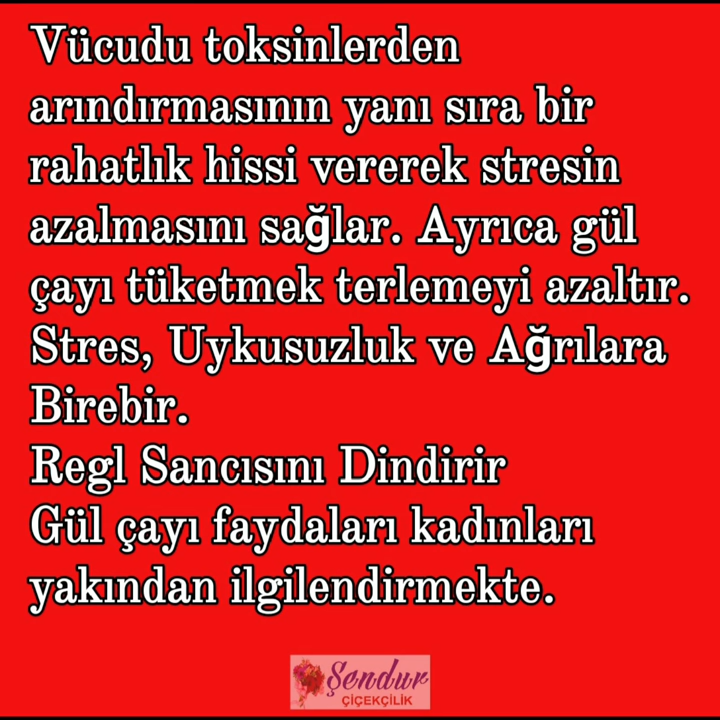 Vücudu toksinlerden
arındırmasının yanı sıra bir
rahatlık hissi vererek stresin
azalmasını sağlar. Ayrıca gül
çayı tüketmek terlemeyi azaltır.
Stres, Uykusuzluk ve Ağrılara
Birebir.
Regl Sancısını Dindirir
Gül çayı faydaları kadınları
yakından ilgilendirmekte.
Şendur
ÇİÇEKÇİLİK